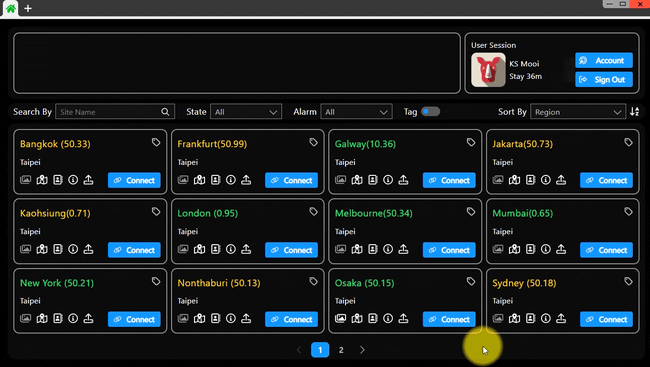 User Session
KS Mooi
Stay 36m
Account
Sign Out
Search By Site Name State All Alarm All Tag Sort By Region
Bangkok (50.33) Frankfurt(50.99) Galway(10.36) Jakarta(50.73)
Taipei Taipei Taipei Taipei
Connect Connect Connect Connect
Kaohsiung(0.71) London (0.95) Melbourne(50.34) Mumbai(0.65)
Taipei Taipei Taipei Taipei
Connect Connect Connect Connect
New York (50.21) Nonthaburi (50.13) Osaka (50.15) Sydney (50.18)
Taipei Taipei Taipei Taipei
Connect Connect Connect Connect
1 2